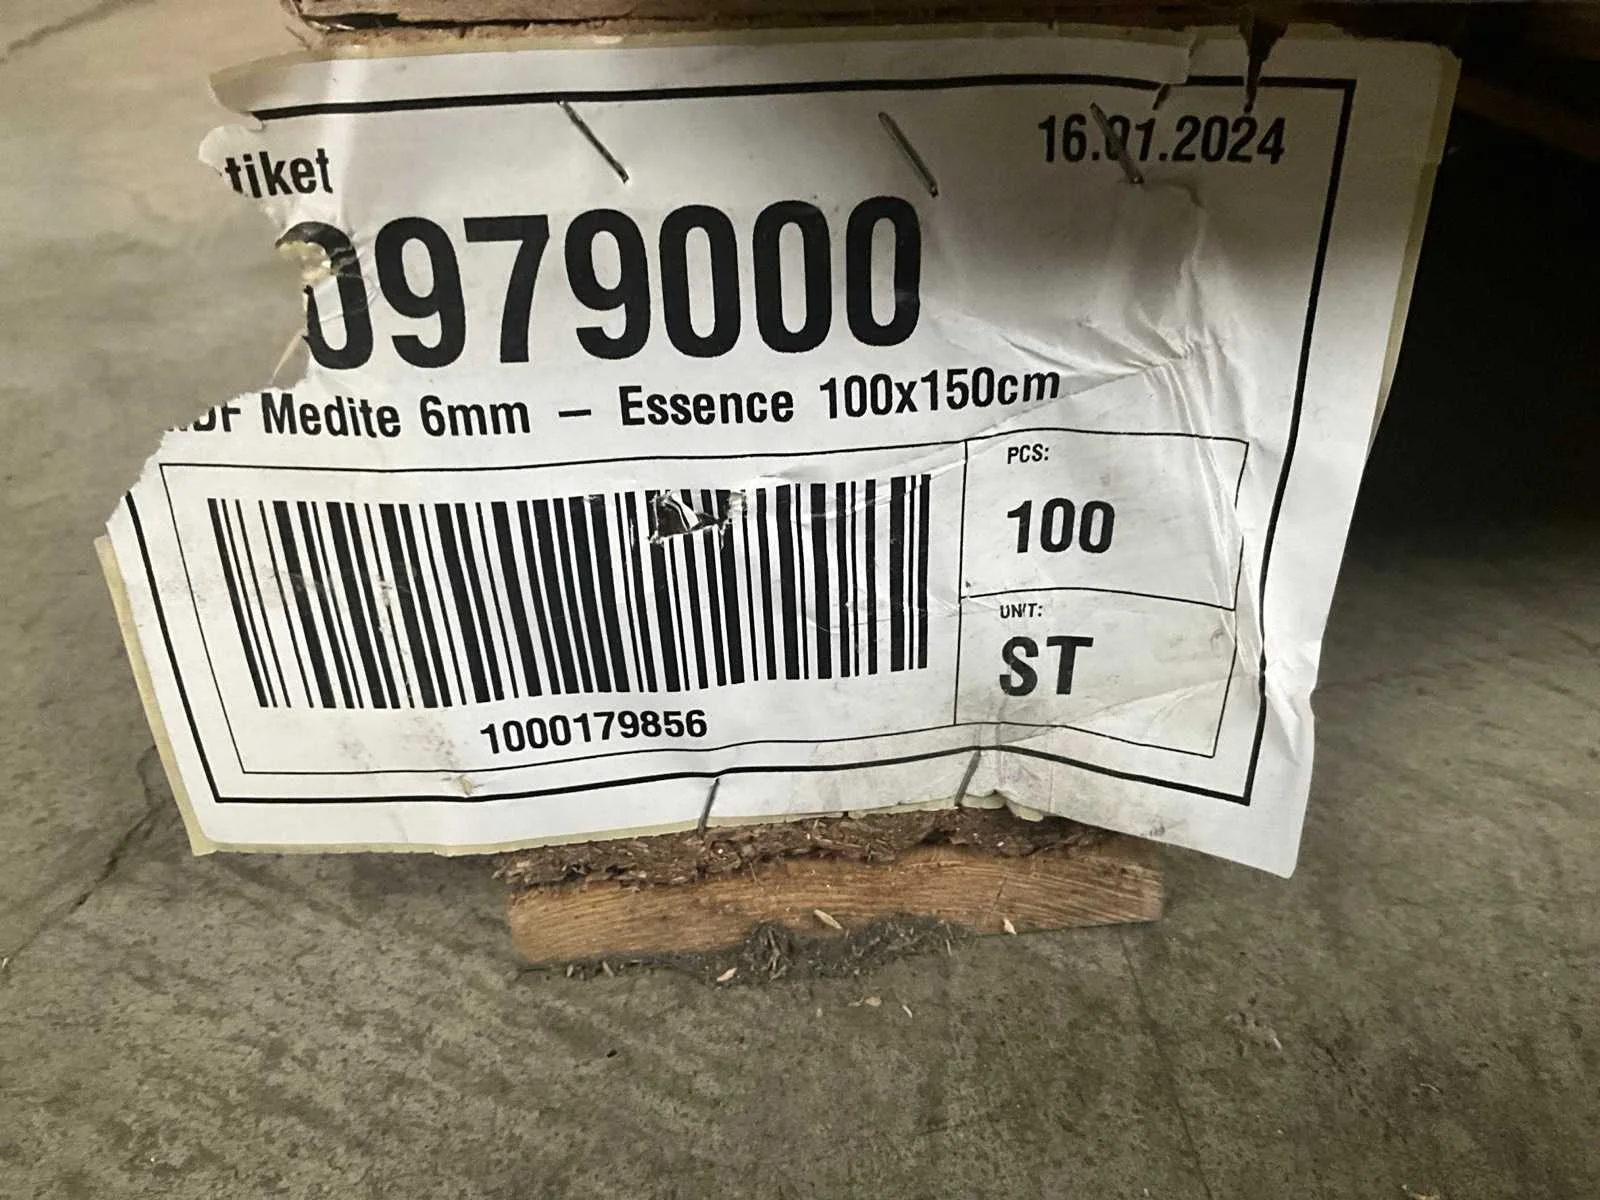 tiket
16.01.2024
0979000
Medite 6mm – Essence 100x150cm
PCS:
100
UNIT:
ST
1000179856